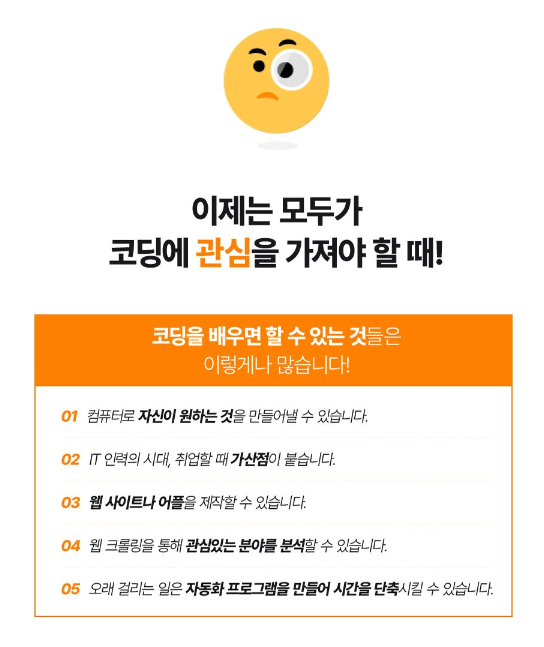 이제는 모두가
코딩에 관심을 가져야 할 때!
코딩을 배우면 할 수 있는 것들은
이렇게나 많습니다!
01 컴퓨터로 자신이 원하는 것을 만들어낼 수 있습니다.
02 IT 인력의 시대, 취업할 때 가산점이 붙습니다.
03 웹 사이트나 어플을 제작할 수 있습니다.
04 웹 크롤링을 통해 관심있는 분야를 분석할 수 있습니다.
05 오래 걸리는 일은 자동화 프로그램을 만들어 시간을 단축시킬 수 있습니다.